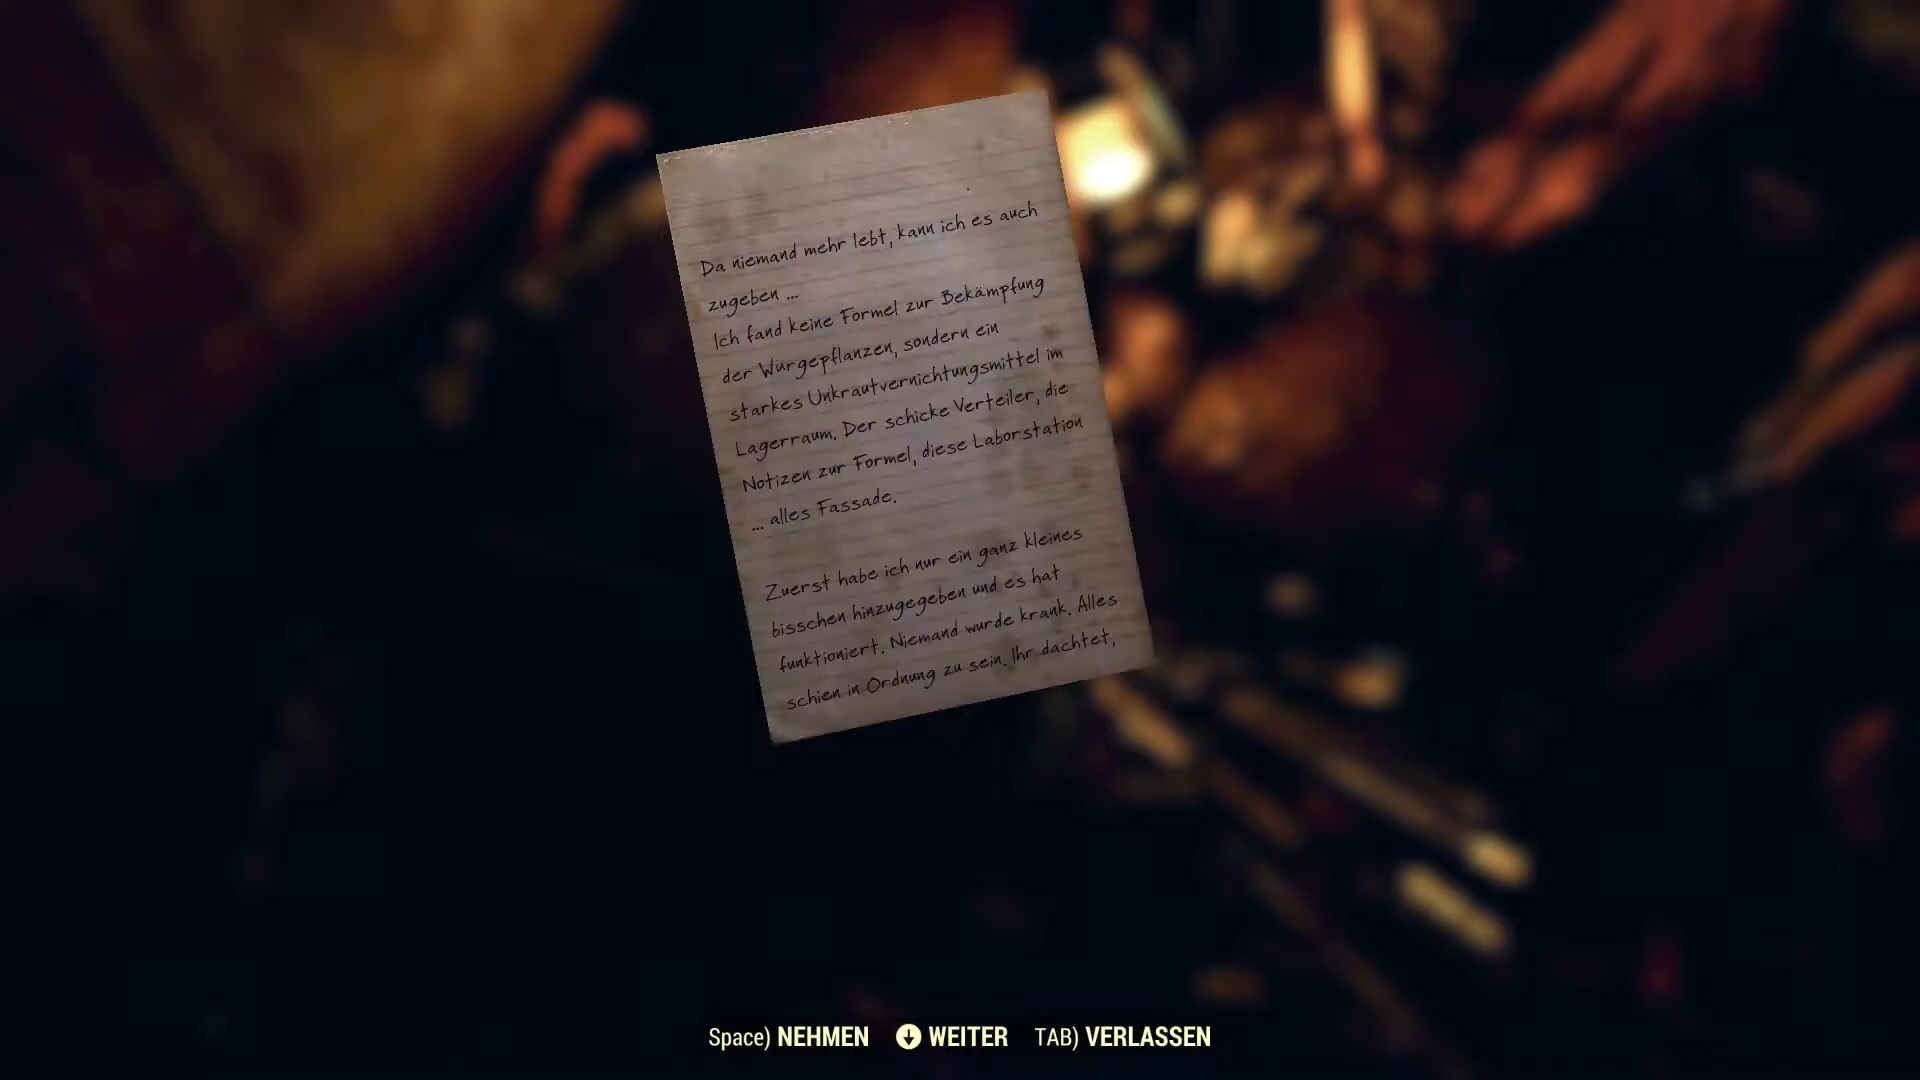 Da niemand mehr lebt, kann ich es auch
zugeben ...
Ich fand keine Formel zur Bekämpfung
der Würgepflanzen, sondern ein
starkes Unkrautvernichtungsmittel im
Lagerraum. Der schicke Verteiler, die
Notizen zur Formel, diese Laborstation
... alles Fassade.
Zuerst habe ich nur ein ganz kleines
bisschen hinzugegeben und es hat
funktioniert. Niemand wurde krank. Alles
schien in Ordnung zu sein. Ihr dachtet,
Space) NEHMEN WEITER TAB) VERLASSEN